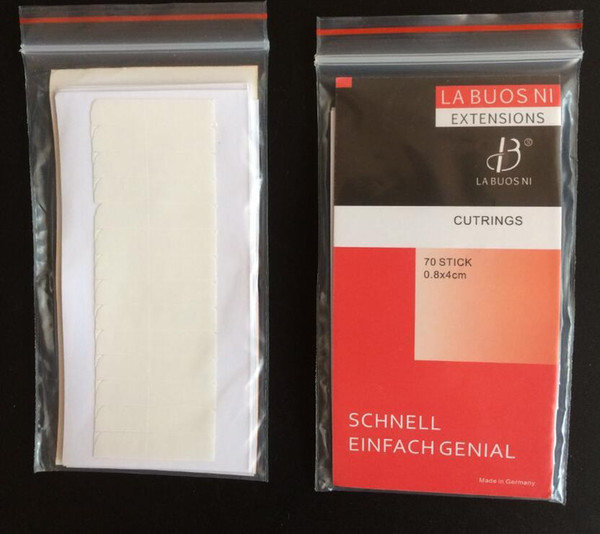 LA BUOS NI
EXTENSIONS
B®
LA BUOS NI
CUTRINGS
70 STICK
0.8x4cm
SCHNELL
EINFACH GENIAL
Made in Germany